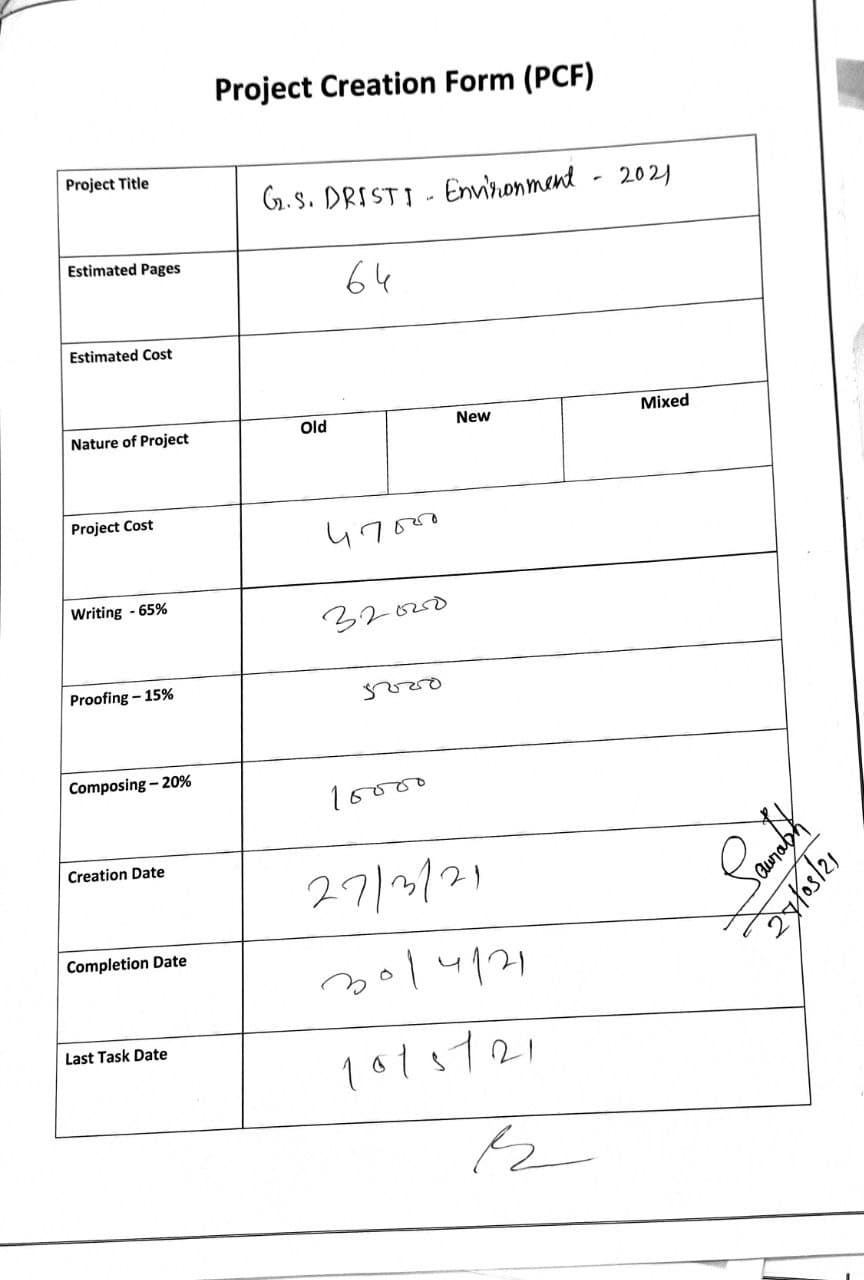 Project Creation Form (PCF)
Project Title G.S. DRISTI - Environment - 2021
Estimated Pages 64
Estimated Cost
Nature of Project Old New Mixed
Project Cost 47000
Writing - 65% 32000
Proofing – 15% 5000
Composing – 20% 10000
Creation Date 27/3/21
Saurabh
27/03/21
Completion Date 30/4/21
Last Task Date 10/5/21